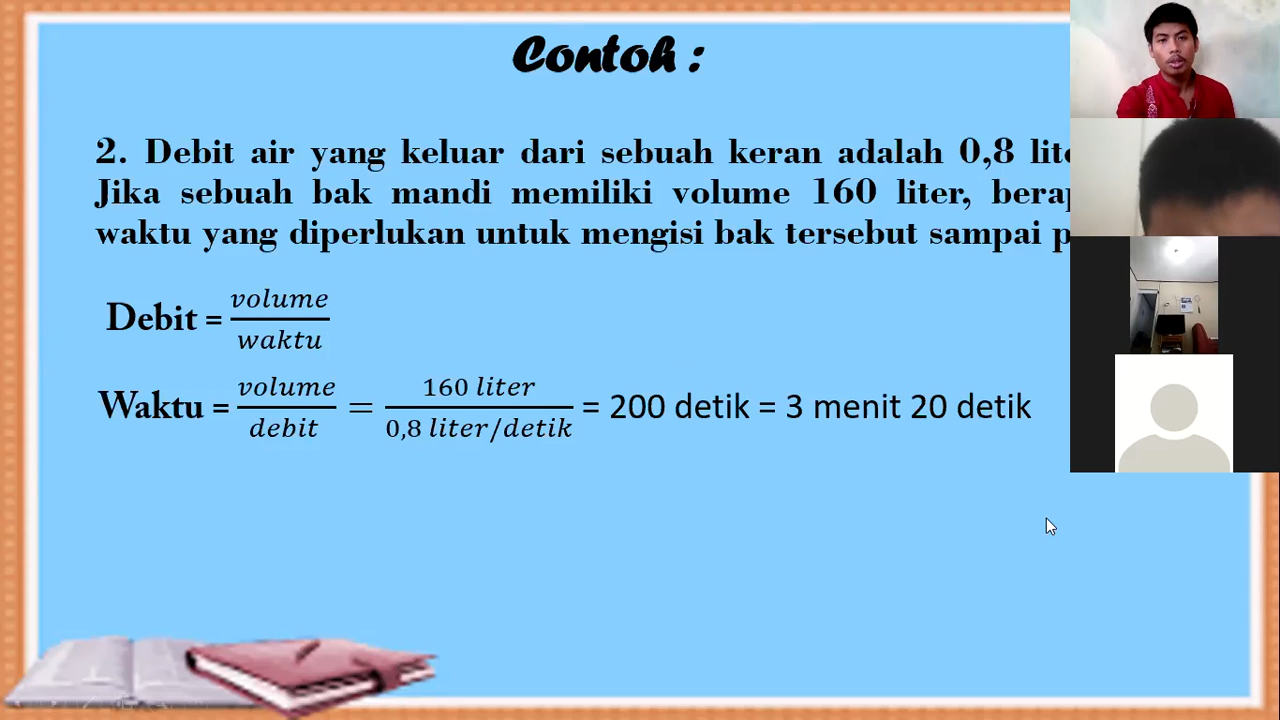 Contoh :
2. Debit air yang keluar dari sebuah keran adalah 0,8
Jika sebuah bak mandi memiliki volume 160 liter,
waktu yang diperlukan untuk mengisi bak tersebut sampai
Debit = volume / waktu
Waktu = volume / debit = 160 liter / 0,8 liter/detik = 200 detik = 3 menit 20 detik